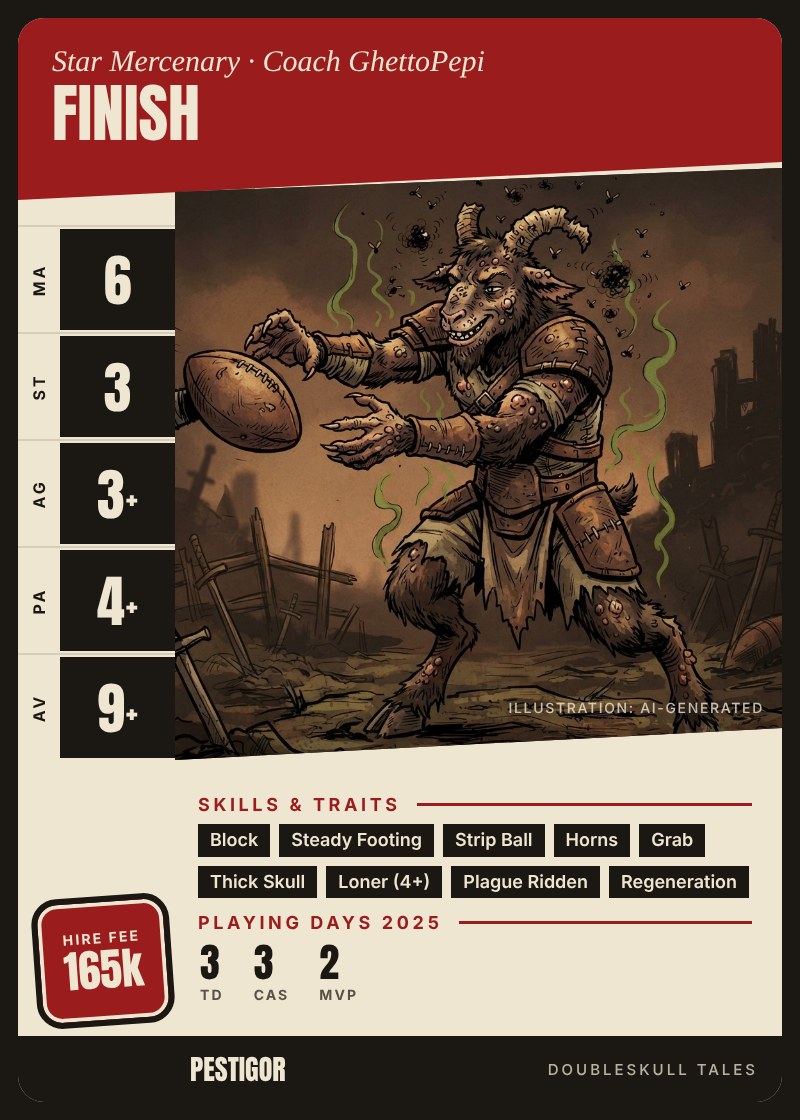 Star Mercenary · Coach GhettoPepi
FINISH
MA 6
ST 3
AG 3+
PA 4+
AV 9+
ILLUSTRATION: AI-GENERATED
SKILLS & TRAITS
Block Steady Footing Strip Ball Horns Grab
Thick Skull Loner (4+) Plague Ridden Regeneration
PLAYING DAYS 2025
3 3 2
TD CAS MVP
HIRE FEE
165k
PESTIGOR
DOUBLESKULL TALES